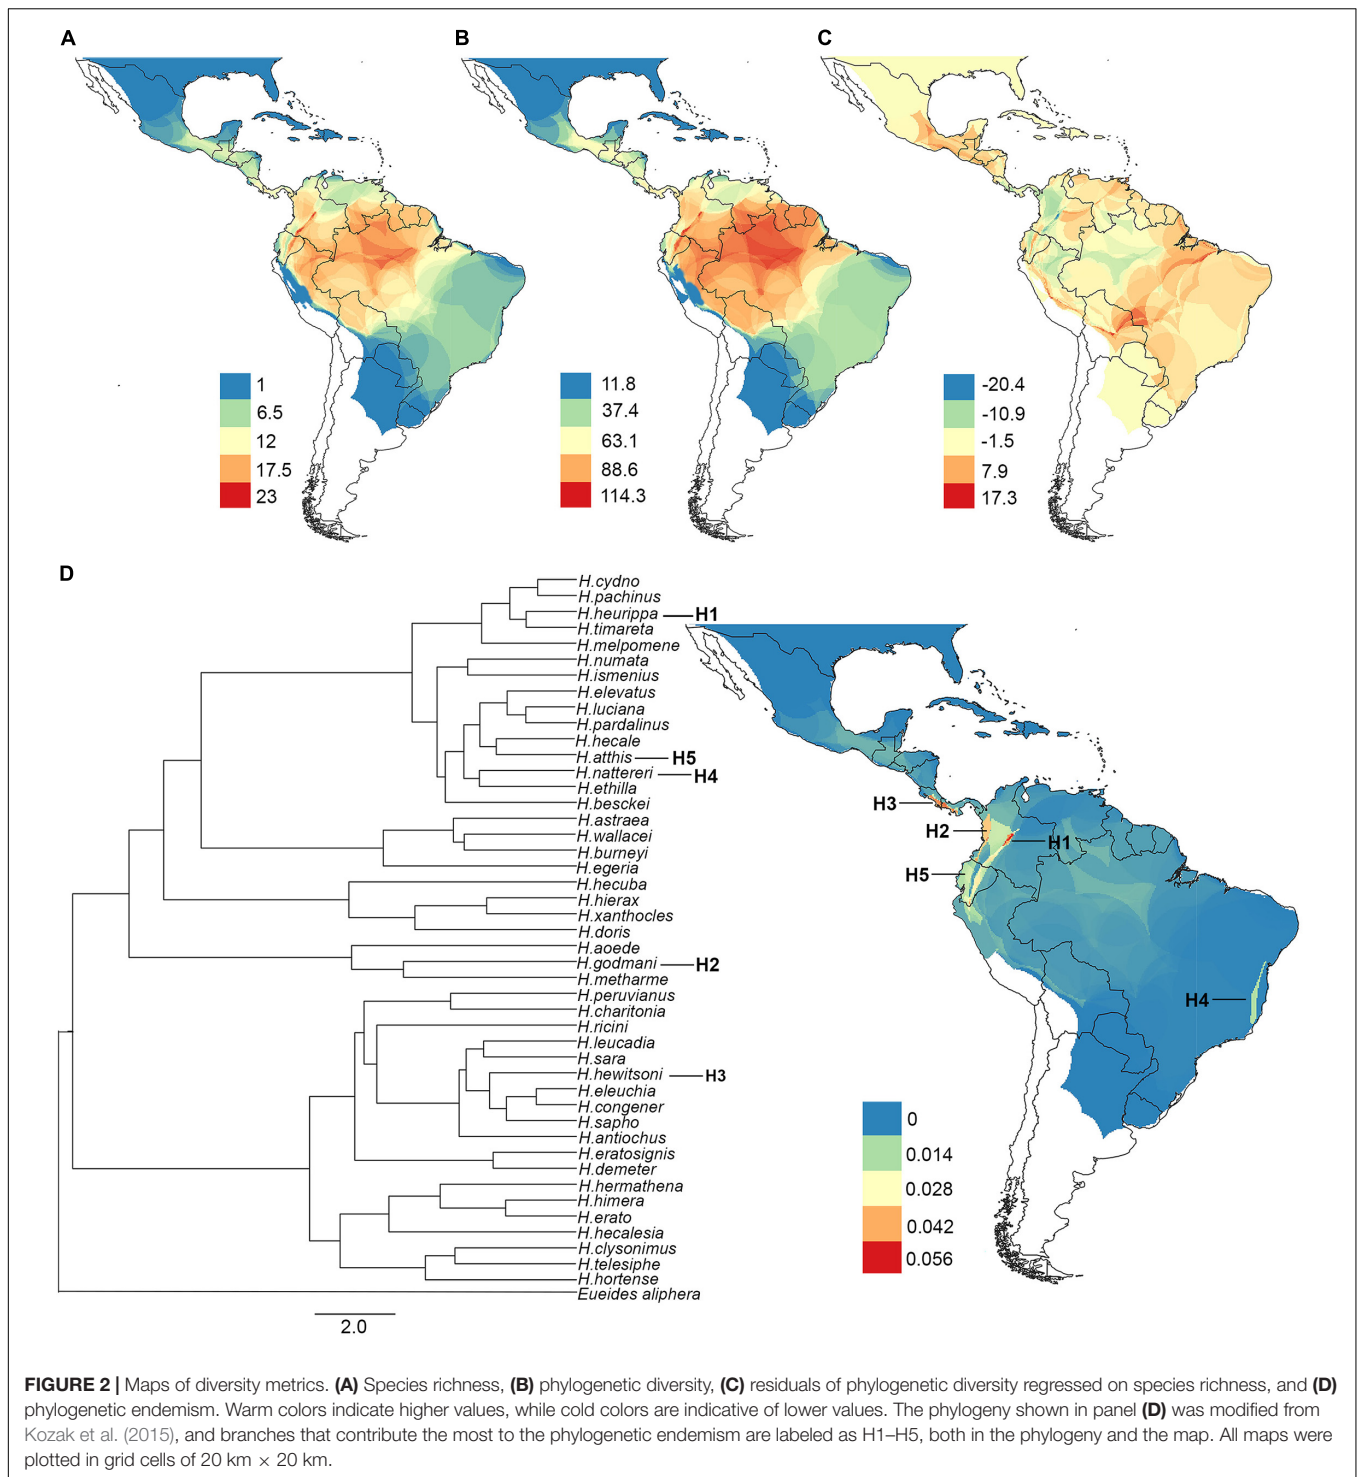 A
B
C
1
6.5
12
17.5
23
11.8
37.4
63.1
88.6
114.3
-20.4
-10.9
-1.5
7.9
17.3
D
H.cydno
H.pachinus
H.heurippa H1
H.timareta
H.melpomene
H.numata
H.ismenius
H.elevatus
H.luciana
H.pardalinus
H.hecale
H.atthis H5
H.nattereri H4
H.ethilla
H.besckei
H.astraea
H.wallacei
H.burneyi
H.egeria
H.hecuba
H.hierax
H.xanthocles
H.doris
H.aoede
H.godmani H2
H.metharme
H.peruvianus
H.charitonia
H.ricini
H.leucadia
H.sara
H.hewitsoni H3
H.eleuchia
H.congener
H.sapho
H.antiochus
H.eratosignis
H.demeter
H.hermathena
H.himera
H.erato
H.hecalesia
H.clysonimus
H.telesiphe
H.hortense
Eueides aliphera
2.0
H3
H2
H1
H5
H4
0
0.014
0.028
0.042
0.056
FIGURE 2 | Maps of diversity metrics. (A) Species richness, (B) phylogenetic diversity, (C) residuals of phylogenetic diversity regressed on species richness, and (D)
phylogenetic endemism. Warm colors indicate higher values, while cold colors are indicative of lower values. The phylogeny shown in panel (D) was modified from
Kozak et al. (2015), and branches that contribute the most to the phylogenetic endemism are labeled as H1–H5, both in the phylogeny and the map. All maps were
plotted in grid cells of 20 km × 20 km.